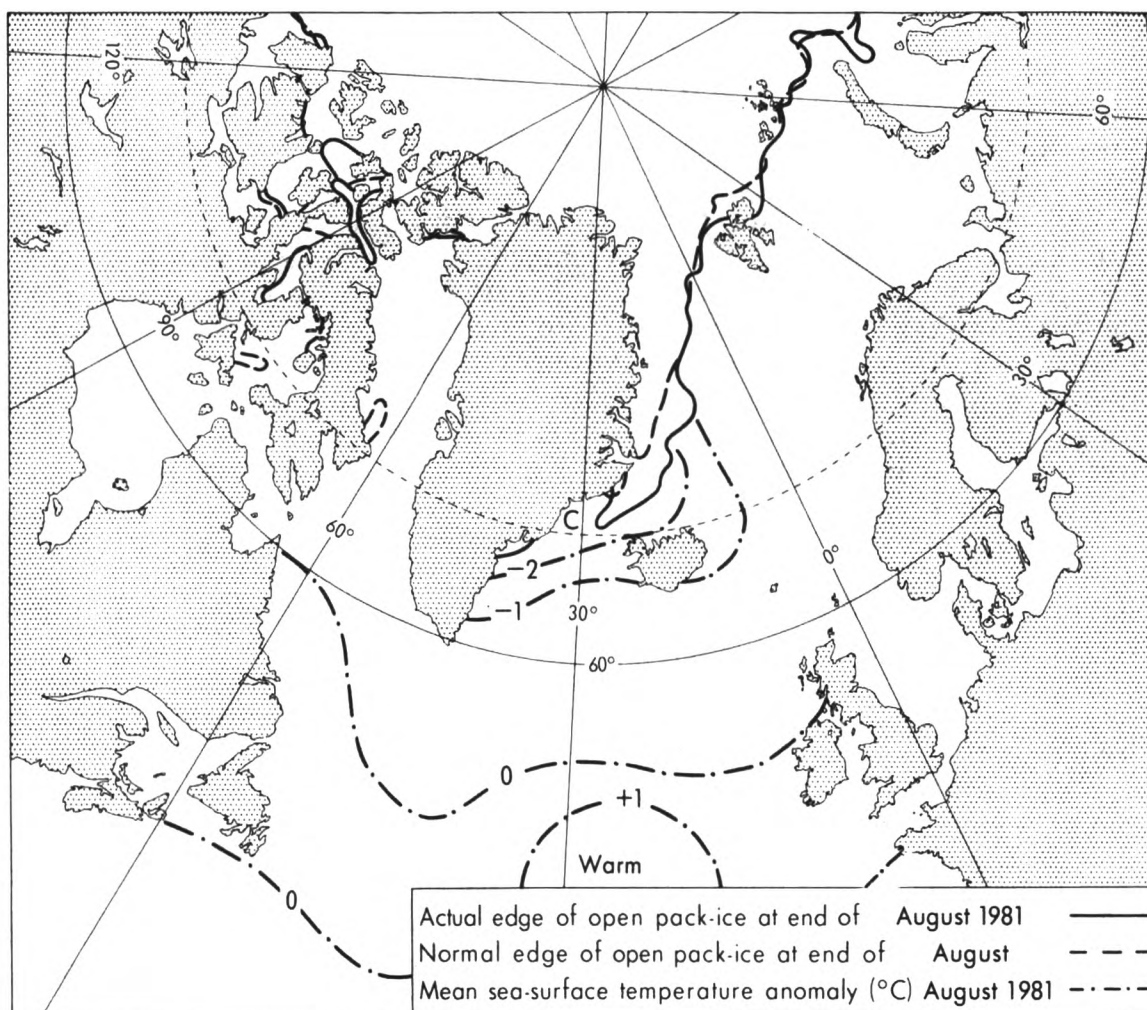 120°
60°
90°
30°
60°
0°
C
−2
−1
30°
60°
0
+1
Warm
0
Actual edge of open pack-ice at end of August 1981
Normal edge of open pack-ice at end of August
Mean sea-surface temperature anomaly (°C) August 1981